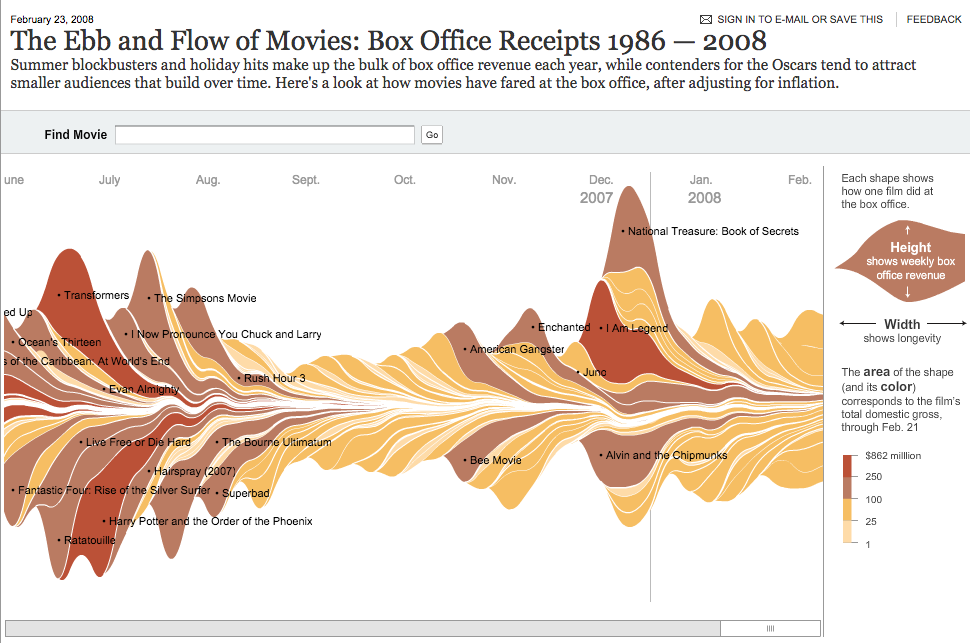 February 23, 2008
SIGN IN TO E-MAIL OR SAVE THIS
FEEDBACK
The Ebb and Flow of Movies: Box Office Receipts 1986 — 2008
Summer blockbusters and holiday hits make up the bulk of box office revenue each year, while contenders for the Oscars tend to attract
smaller audiences that build over time. Here's a look at how movies have fared at the box office, after adjusting for inflation.
Find Movie
Go
une July Aug. Sept. Oct. Nov. Dec. Jan. Feb.
2007 2008
National Treasure: Book of Secrets
Transformers
The Simpsons Movie
ed Up
Enchanted
I Am Legend
I Now Pronounce You Chuck and Larry
Ocean's Thirteen
American Gangster
s of the Caribbean: At World's End
Juno
Rush Hour 3
Evan Almighty
Live Free or Die Hard
The Bourne Ultimatum
Alvin and the Chipmunks
Bee Movie
Hairspray (2007)
Fantastic Four: Rise of the Silver Surfer
Superbad
Harry Potter and the Order of the Phoenix
Ratatouille
Each shape shows
how one film did at
the box office.
Height
shows weekly box
office revenue
Width
shows longevity
The area of the shape
(and its color)
corresponds to the film's
total domestic gross,
through Feb. 21
$862 million
250
100
25
1